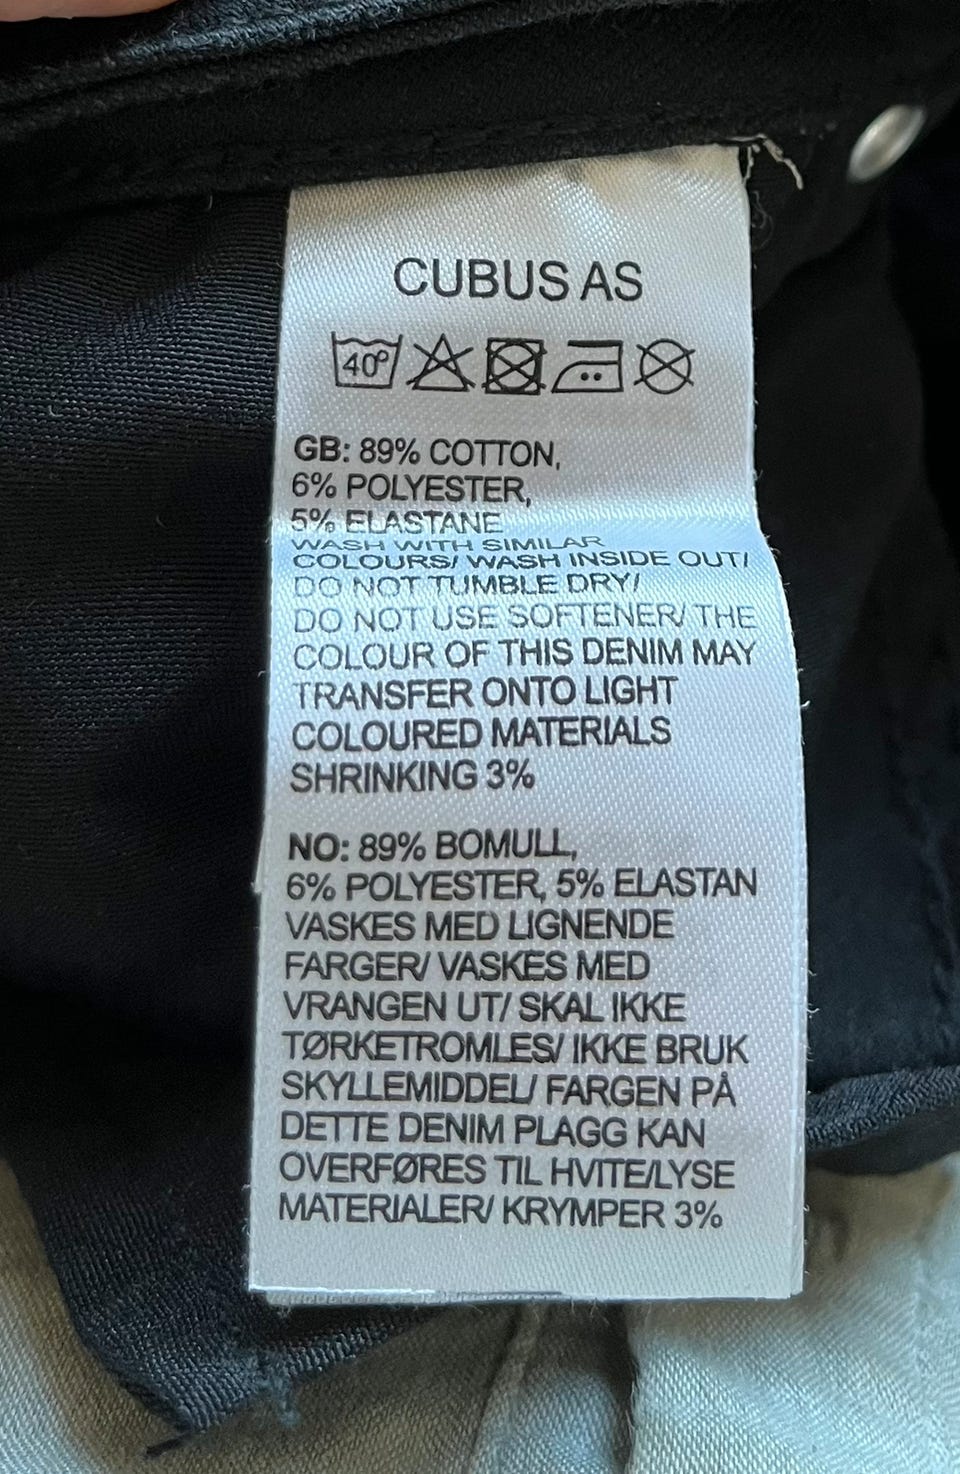 CUBUS AS
40°
GB: 89% COTTON,
6% POLYESTER,
5% ELASTANE
WASH WITH SIMILAR
COLOURS/ WASH INSIDE OUT/
DO NOT TUMBLE DRY/
DO NOT USE SOFTENER/ THE
COLOUR OF THIS DENIM MAY
TRANSFER ONTO LIGHT
COLOURED MATERIALS
SHRINKING 3%
NO: 89% BOMULL,
6% POLYESTER, 5% ELASTAN
VASKES MED LIGNENDE
FARGER/ VASKES MED
VRANGEN UT/ SKAL IKKE
TØRKETROMLES/ IKKE BRUK
SKYLLEMIDDEL/ FARGEN PÅ
DETTE DENIM PLAGG KAN
OVERFØRES TIL HVITE/LYSE
MATERIALER/ KRYMPER 3%